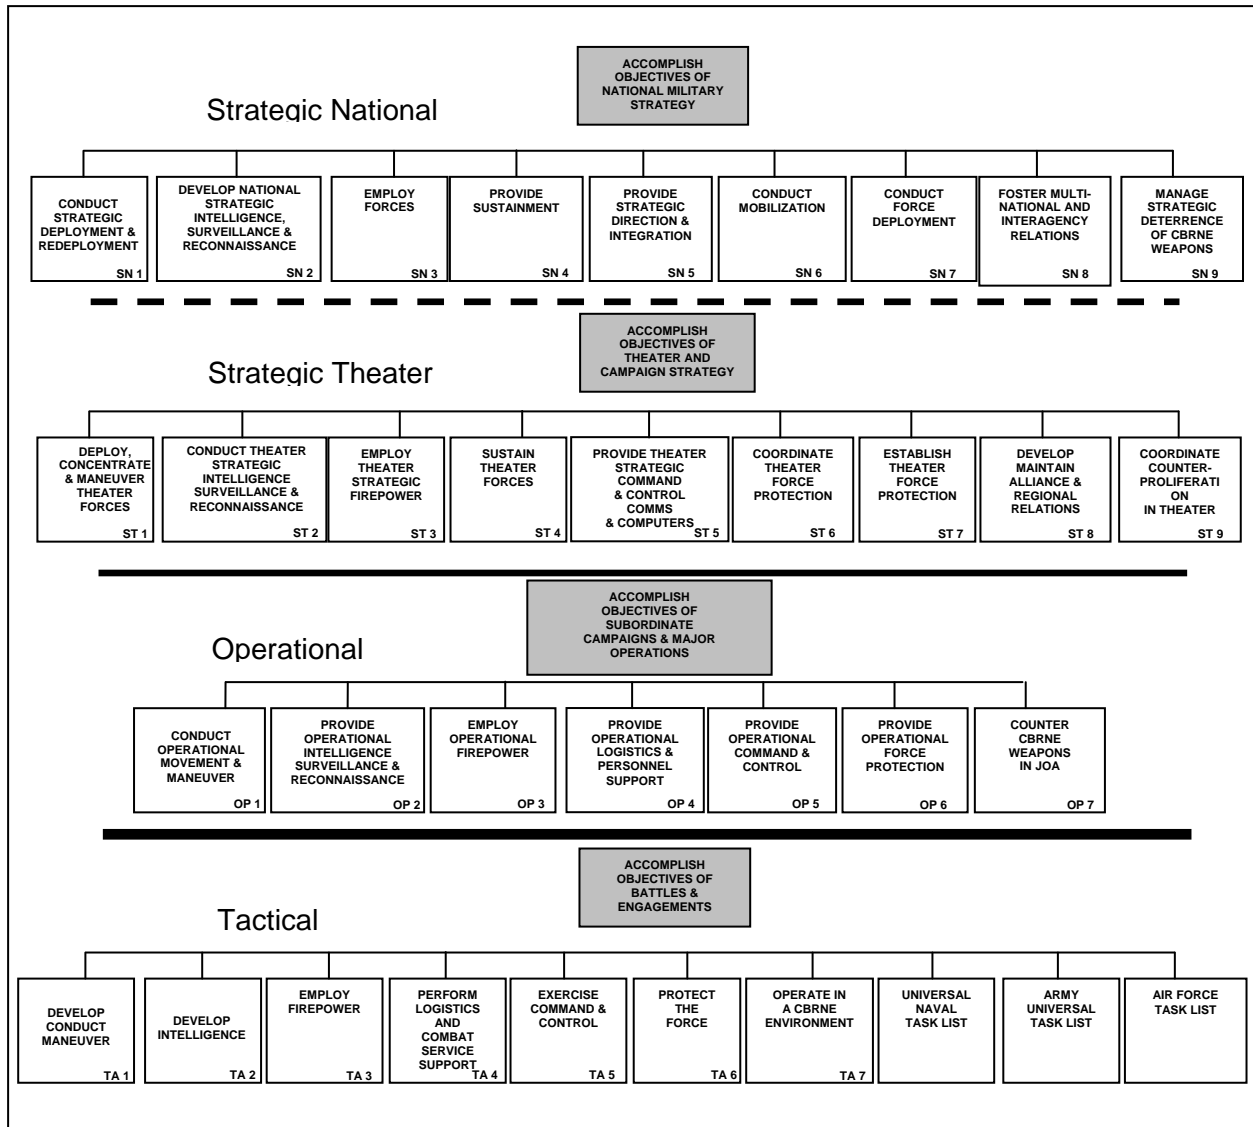 ACCOMPLISH
OBJECTIVES OF
NATIONAL MILITARY
STRATEGY
Strategic National
CONDUCT
STRATEGIC
DEPLOYMENT &
REDEPLOYMENT
SN 1
DEVELOP NATIONAL
STRATEGIC
INTELLIGENCE,
SURVEILLANCE &
RECONNAISSANCE
SN 2
EMPLOY
FORCES
SN 3
PROVIDE
SUSTAINMENT
SN 4
PROVIDE
STRATEGIC
DIRECTION &
INTEGRATION
SN 5
CONDUCT
MOBILIZATION
SN 6
CONDUCT
FORCE
DEPLOYMENT
SN 7
FOSTER MULTI-
NATIONAL AND
INTERAGENCY
RELATIONS
SN 8
MANAGE
STRATEGIC
DETERRENCE
OF CBRNE
WEAPONS
SN 9
ACCOMPLISH
OBJECTIVES OF
THEATER AND
CAMPAIGN STRATEGY
Strategic Theater
DEPLOY,
CONCENTRATE
& MANEUVER
THEATER
FORCES
ST 1
CONDUCT THEATER
STRATEGIC
INTELLIGENCE
SURVEILLANCE &
RECONNAISSANCE
ST 2
EMPLOY
THEATER
STRATEGIC
FIREPOWER
ST 3
SUSTAIN
THEATER
FORCES
ST 4
PROVIDE THEATER
STRATEGIC
COMMAND
& CONTROL
COMMS
& COMPUTERS
ST 5
COORDINATE
THEATER
FORCE
PROTECTION
ST 6
ESTABLISH
THEATER
FORCE
PROTECTION
ST 7
DEVELOP
MAINTAIN
ALLIANCE &
REGIONAL
RELATIONS
ST 8
COORDINATE
COUNTER-
PROLIFERATI
ON
IN THEATER
ST 9
ACCOMPLISH
OBJECTIVES OF
SUBORDINATE
CAMPAIGNS & MAJOR
OPERATIONS
Operational
CONDUCT
OPERATIONAL
MOVEMENT &
MANEUVER
OP 1
PROVIDE
OPERATIONAL
INTELLIGENCE
SURVEILLANCE &
RECONNAISSANCE
OP 2
EMPLOY
OPERATIONAL
FIREPOWER
OP 3
PROVIDE
OPERATIONAL
LOGISTICS &
PERSONNEL
SUPPORT
OP 4
PROVIDE
OPERATIONAL
COMMAND &
CONTROL
OP 5
PROVIDE
OPERATIONAL
FORCE
PROTECTION
OP 6
COUNTER
CBRNE
WEAPONS
IN JOA
OP 7
ACCOMPLISH
OBJECTIVES OF
BATTLES &
ENGAGEMENTS
Tactical
DEVELOP
CONDUCT
MANEUVER
TA 1
DEVELOP
INTELLIGENCE
TA 2
EMPLOY
FIREPOWER
TA 3
PERFORM
LOGISTICS
AND
COMBAT
SERVICE
SUPPORT
TA 4
EXERCISE
COMMAND &
CONTROL
TA 5
PROTECT
THE
FORCE
TA 6
OPERATE IN
A CBRNE
ENVIRONMENT
TA 7
UNIVERSAL
NAVAL
TASK LIST
ARMY
UNIVERSAL
TASK LIST
AIR FORCE
TASK LIST